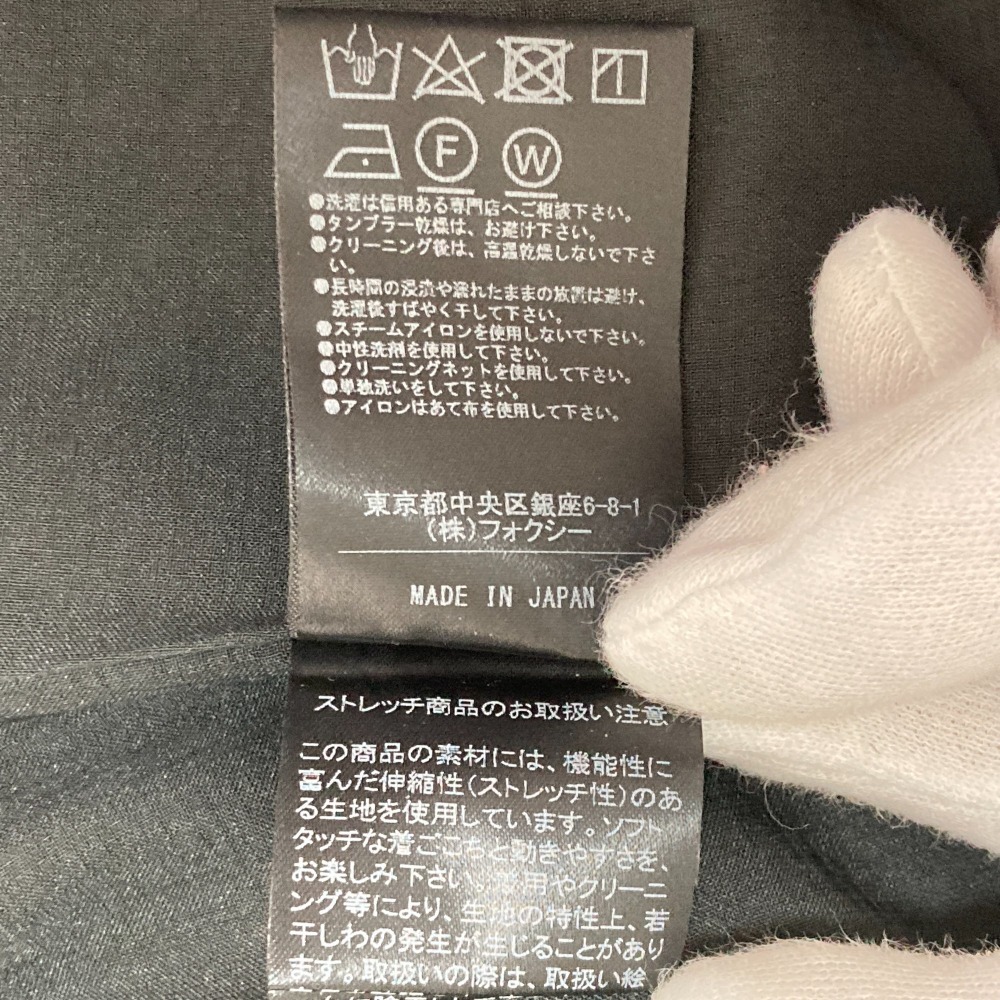 F W
●洗濯は信用ある専門店へご相談下さい。
●タンブラー乾燥は、お避け下さい。
●クリーニング後は、高温乾燥しないで下さ
い。
●長時間の浸漬や濡れたままの放置は避け、
洗濯後すばやく干して下さい。
●スチームアイロンを使用しないで下さい。
●中性洗剤を使用して下さい。
●クリーニングネットを使用して下さい。
●単独洗いをして下さい。
●アイロンはあて布を使用して下さい。
東京都中央区銀座6-8-1
(株)フォクシー
MADE IN JAPAN
ストレッチ商品のお取扱い注意
この商品の素材には、機能性に
富んだ伸縮性(ストレッチ性)のあ
る生地を使用しています。ソフト
タッチな着ごこちと動きやすさを、
お楽しみ下さい。着用やクリーニ
ング等により、生地の特性上、若
干しわの発生が生じることがあり
ます。取扱いの際は、取扱い絵